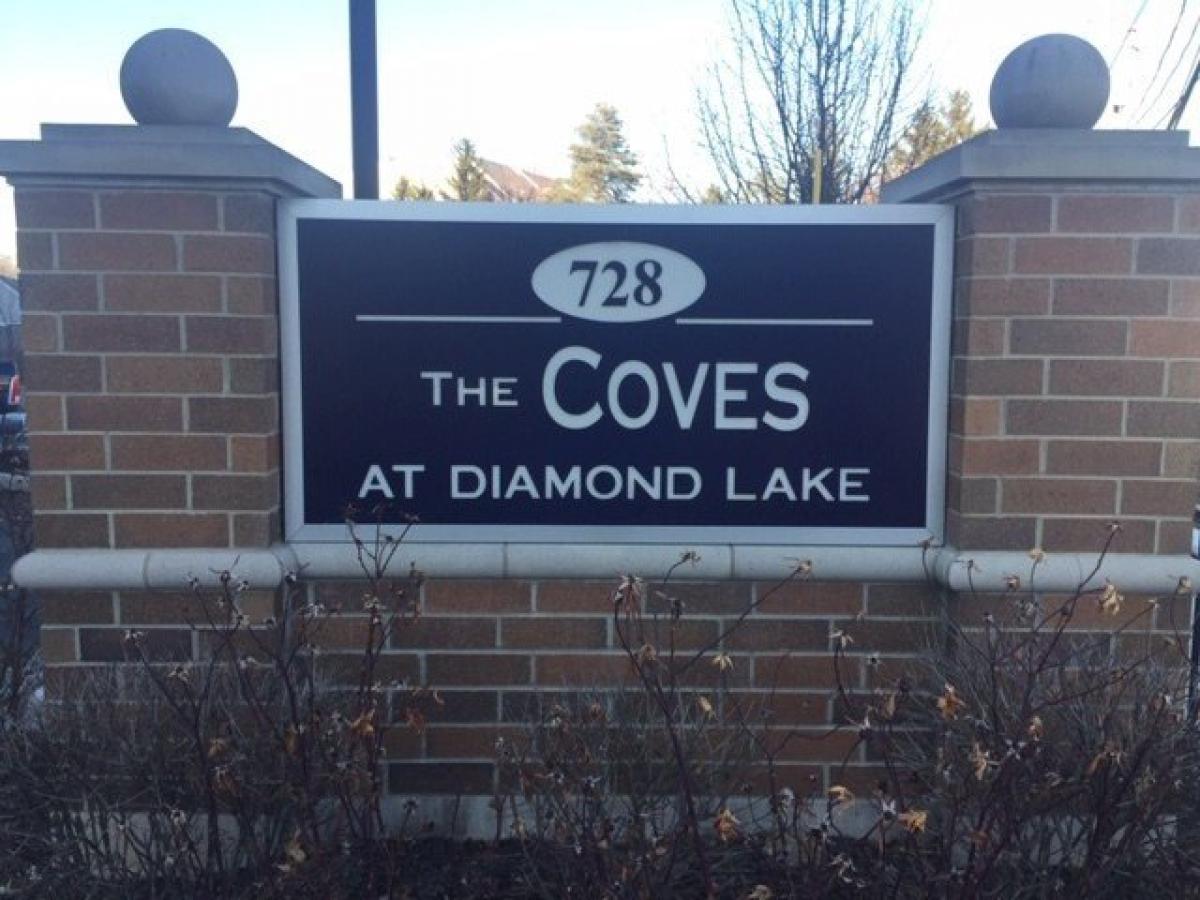 728
THE COVES
AT DIAMOND LAKE